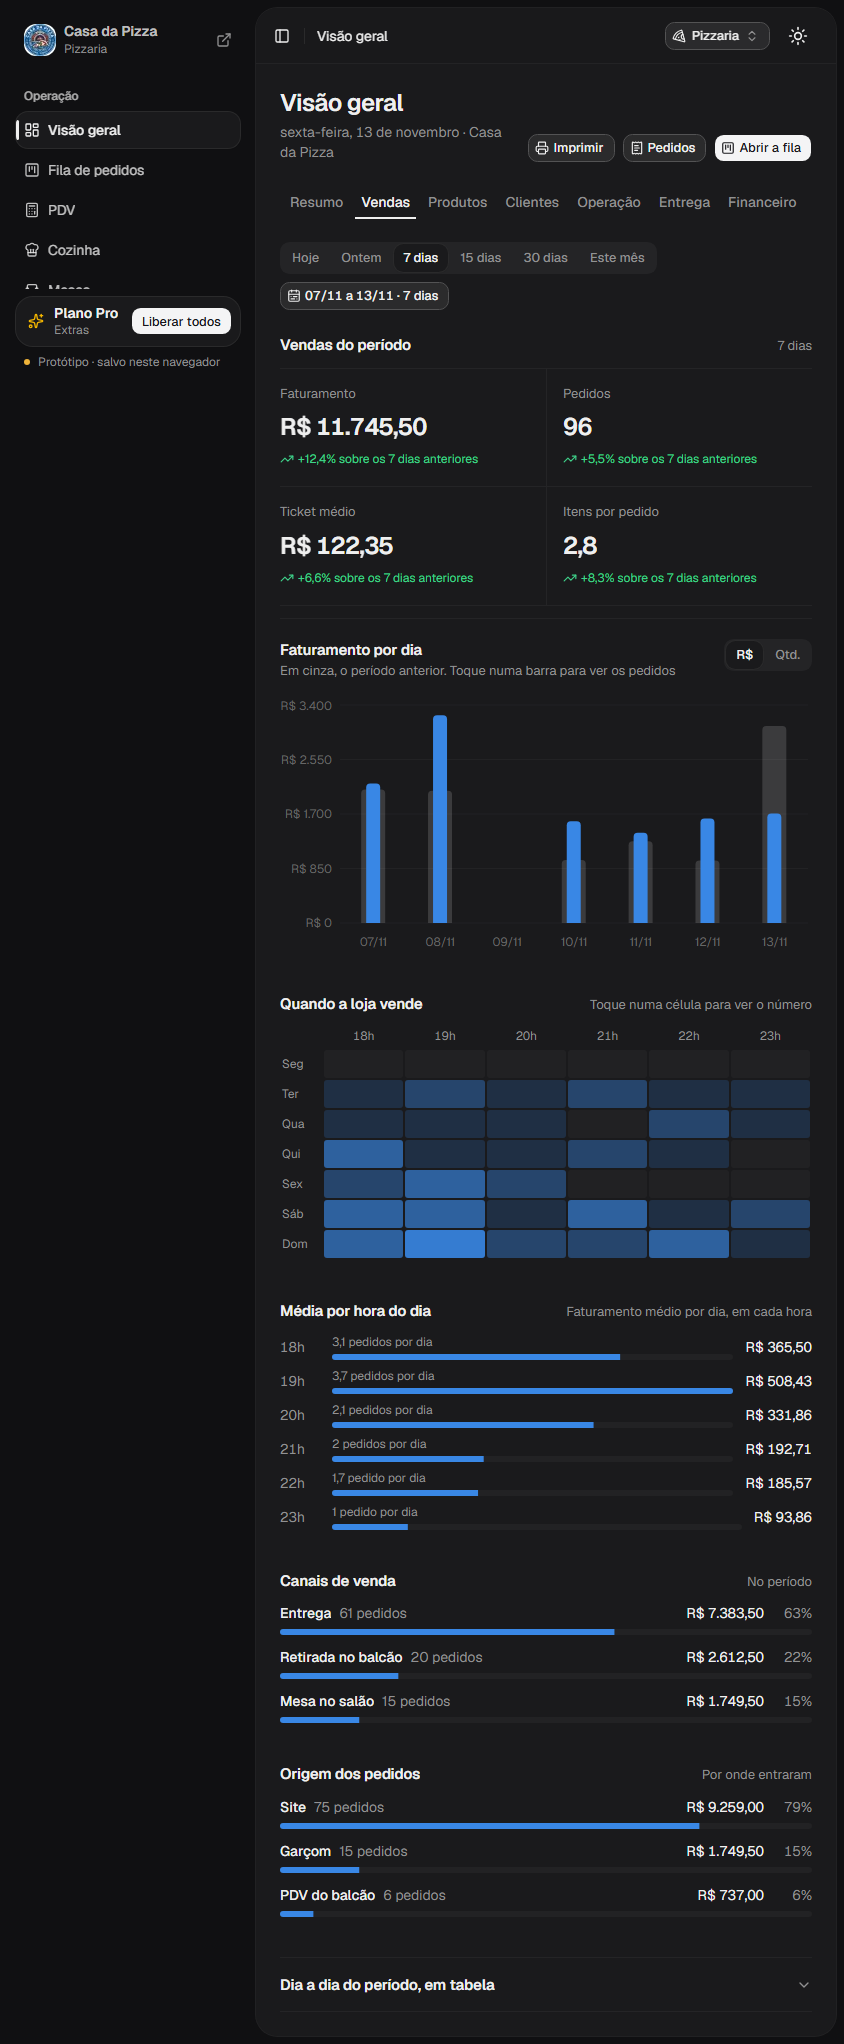 Casa da Pizza
Pizzaria
Operação
Visão geral
Fila de pedidos
PDV
Cozinha
Plano Pro
Extras
Liberar todos
Protótipo · salvo neste navegador
Visão geral
Pizzaria
Visão geral
sexta-feira, 13 de novembro · Casa
da Pizza
Imprimir
Pedidos
Abrir a fila
Resumo Vendas Produtos Clientes Operação Entrega Financeiro
Hoje Ontem 7 dias 15 dias 30 dias Este mês
07/11 a 13/11 · 7 dias
Vendas do período 7 dias
Faturamento
R$ 11.745,50
+12,4% sobre os 7 dias anteriores
Pedidos
96
+5,5% sobre os 7 dias anteriores
Ticket médio
R$ 122,35
+6,6% sobre os 7 dias anteriores
Itens por pedido
2,8
+8,3% sobre os 7 dias anteriores
Faturamento por dia
Em cinza, o período anterior. Toque numa barra para ver os pedidos
R$ Qtd.
R$ 3.400
R$ 2.550
R$ 1.700
R$ 850
R$ 0
07/11 08/11 09/11 10/11 11/11 12/11 13/11
Quando a loja vende Toque numa célula para ver o número
18h 19h 20h 21h 22h 23h
Seg
Ter
Qua
Qui
Sex
Sáb
Dom
Média por hora do dia Faturamento médio por dia, em cada hora
18h 3,1 pedidos por dia R$ 365,50
19h 3,7 pedidos por dia R$ 508,43
20h 2,1 pedidos por dia R$ 331,86
21h 2 pedidos por dia R$ 192,71
22h 1,7 pedido por dia R$ 185,57
23h 1 pedido por dia R$ 93,86
Canais de venda No período
Entrega 61 pedidos R$ 7.383,50 63%
Retirada no balcão 20 pedidos R$ 2.612,50 22%
Mesa no salão 15 pedidos R$ 1.749,50 15%
Origem dos pedidos Por onde entraram
Site 75 pedidos R$ 9.259,00 79%
Garçom 15 pedidos R$ 1.749,50 15%
PDV do balcão 6 pedidos R$ 737,00 6%
Dia a dia do período, em tabela